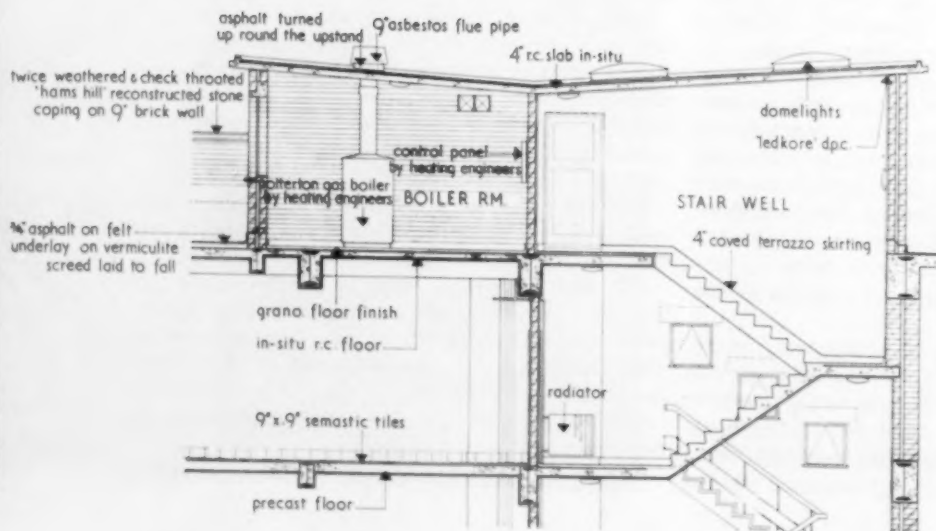 asphalt turned
up round the upstand
9" asbestos flue pipe
4" r.c. slab in-situ
twice weathered & check throated
'hams hill' reconstructed stone
coping on 9" brick wall
domelights
'ledkore' d.p.c.
control panel
by heating engineers
potterton gas boiler
by heating engineers
BOILER RM.
STAIR WELL
4" coved terrazzo skirting
¾" asphalt on felt
underlay on vermiculite
screed laid to fall
grano. floor finish
in-situ r.c. floor
radiator
9" x 9" semastic tiles
precast floor